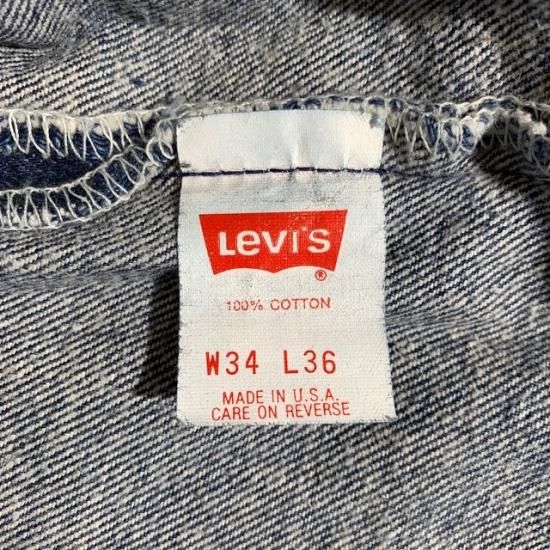 Levi's
®
100% COTTON
W34 L36
MADE IN U.S.A.
CARE ON REVERSE